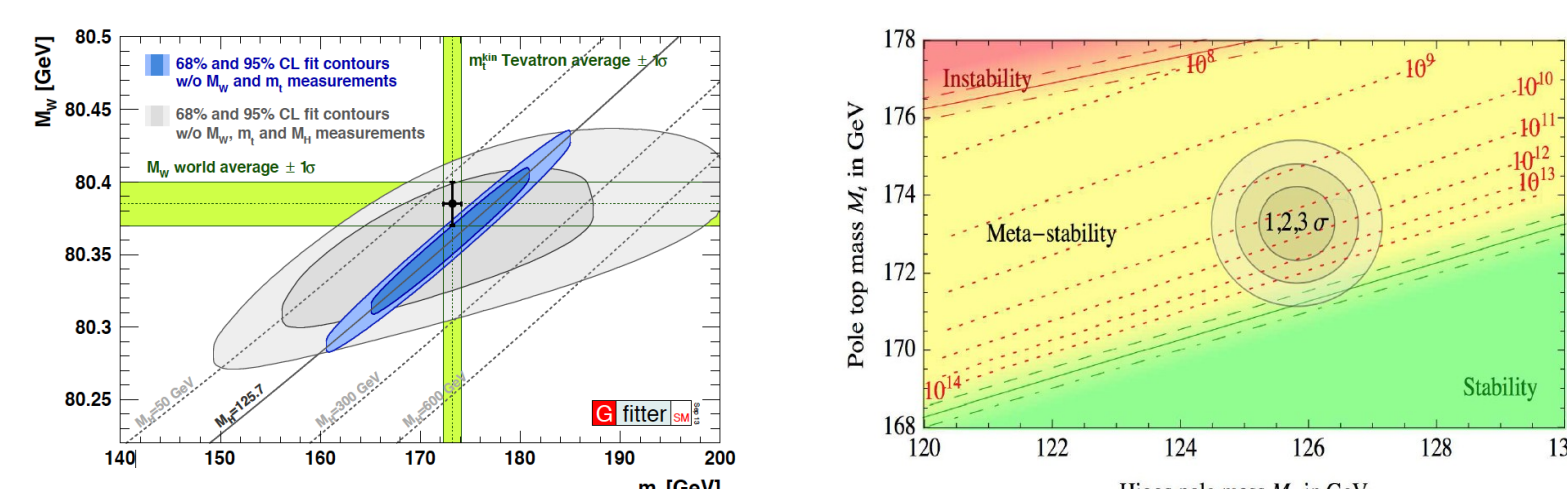 80.5
80.45
80.4
80.35
80.3
80.25
M_W [GeV]
68% and 95% CL fit contours
w/o M_W and m_t measurements
68% and 95% CL fit contours
w/o M_W, m_t and M_H measurements
M_W world average ± 1σ
m_t^kin Tevatron average ± 1σ
M_H=50 GeV
M_H=125.7
M_H=300 GeV
M_H=600 GeV
G fitter SM
Sep 13
140 150 160 170 180 190 200
[GeV]
178
176
174
172
170
168
Pole top mass M_t in GeV
Instability
Meta-stability
Stability
1,2,3 σ
10^8
10^9
10^10
10^11
10^12
10^13
10^14
120 122 124 126 128 13